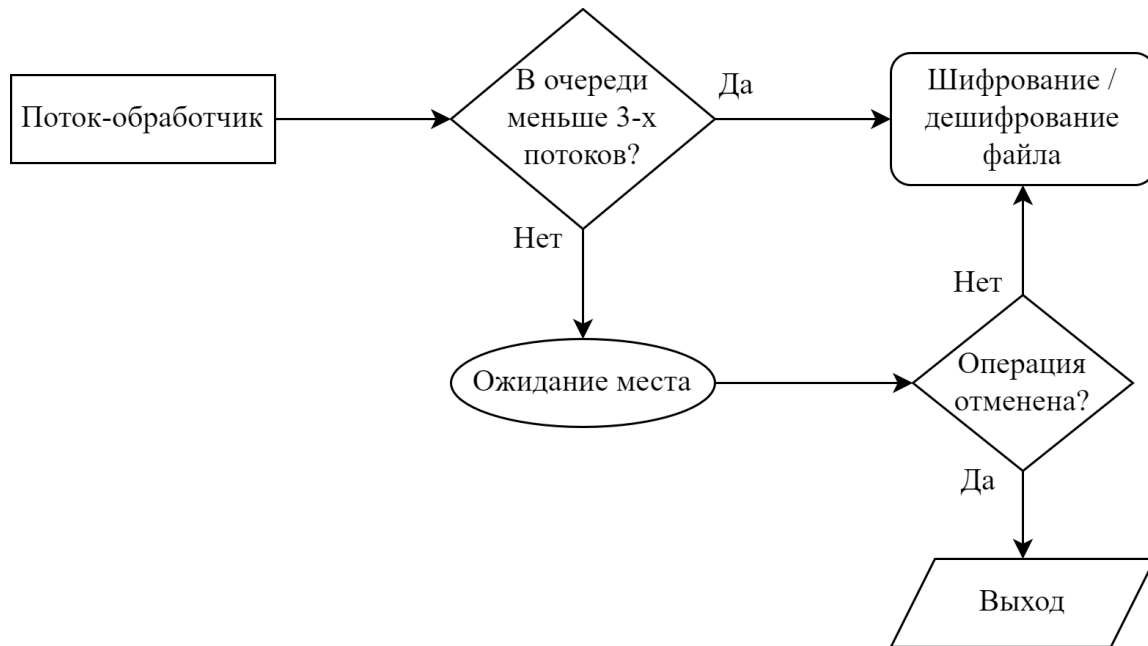 Поток-обработчик
В очереди
меньше 3-х
потоков?
Да
Шифрование /
дешифрование
файла
Нет
Ожидание места
Нет
Операция
отменена?
Да
Выход